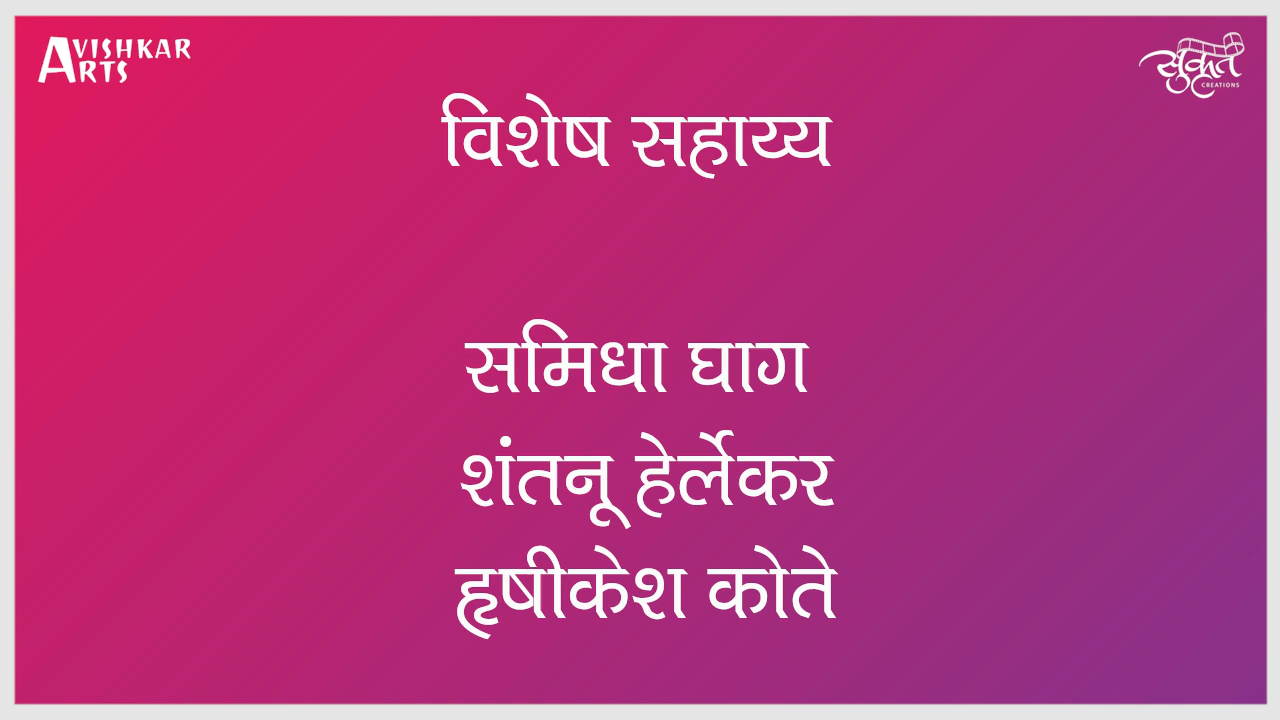 AVISHKAR
ARTS
सुकृत
CREATIONS
विशेष सहाय्य
समिधा घाग
शंतनू हेर्लेकर
हृषीकेश कोते